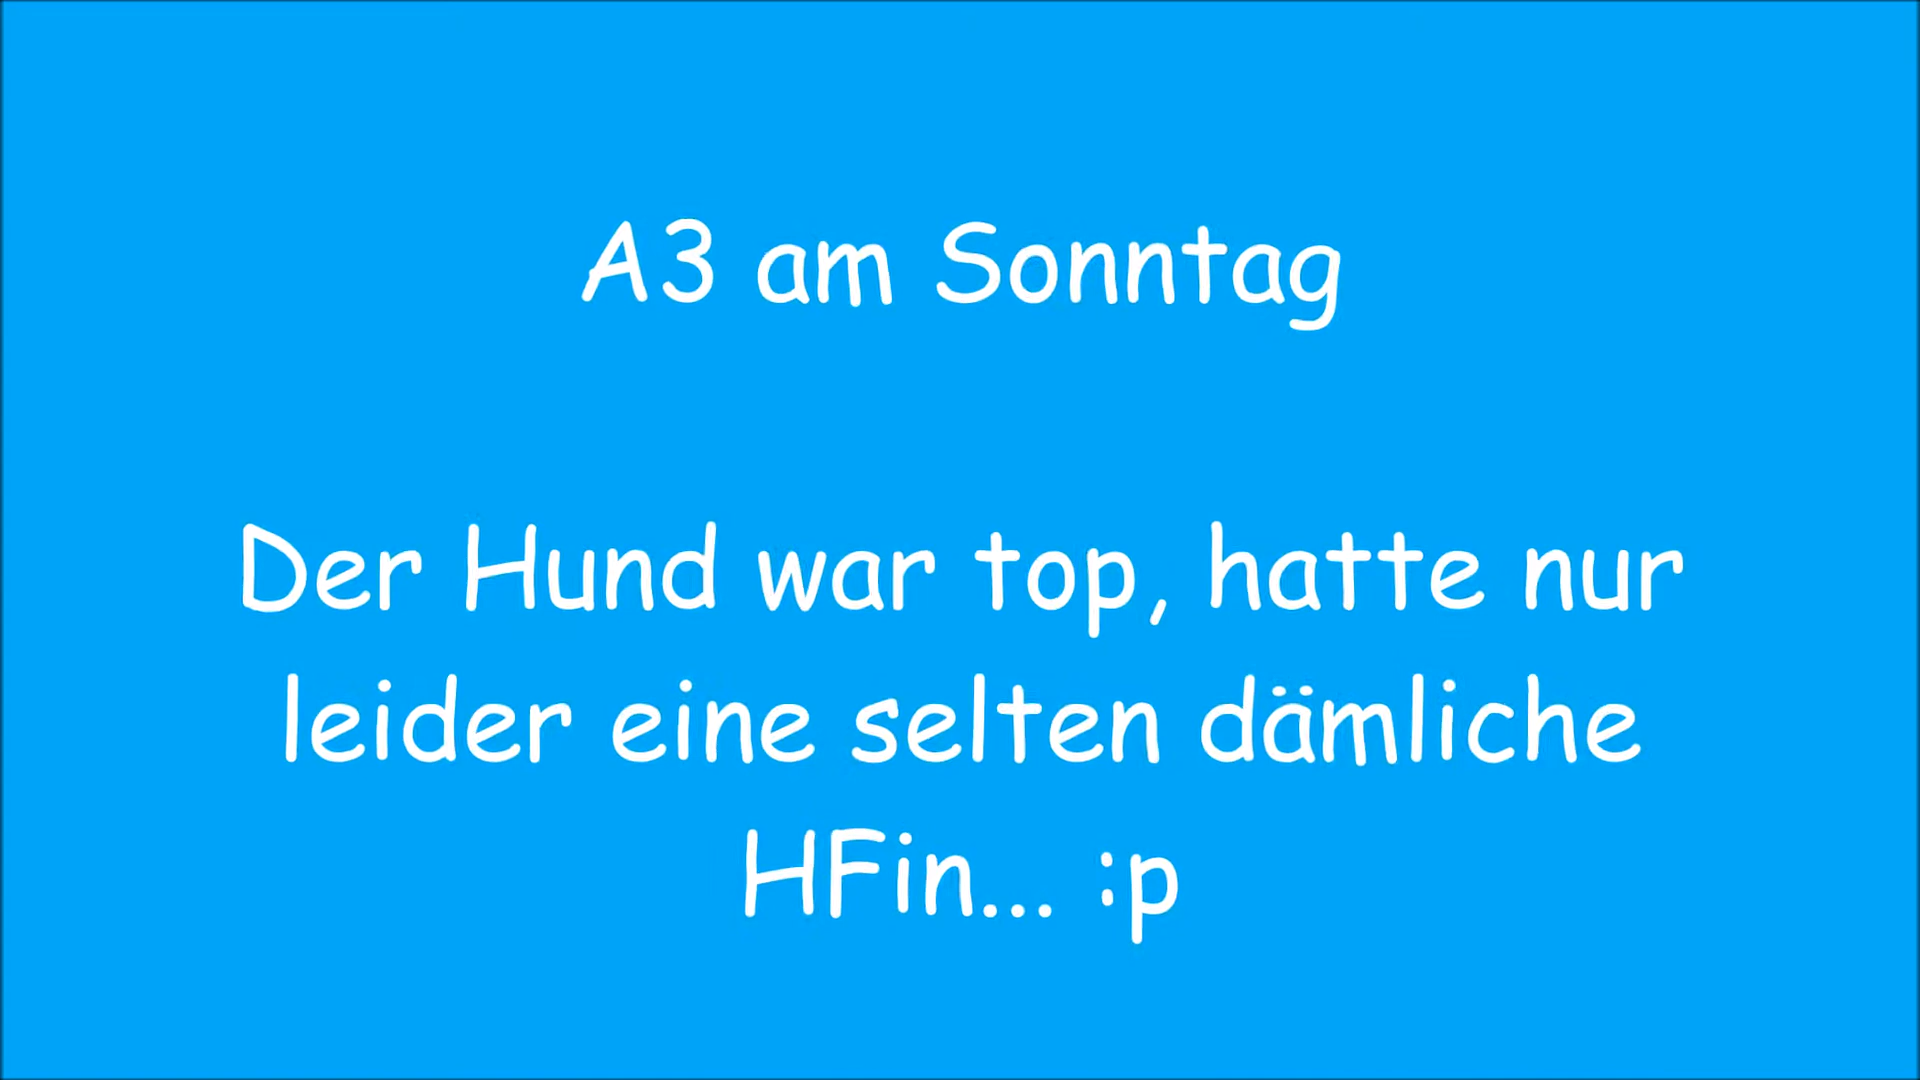 A3 am Sonntag
Der Hund war top, hatte nur
leider eine selten dämliche
HFin... :p